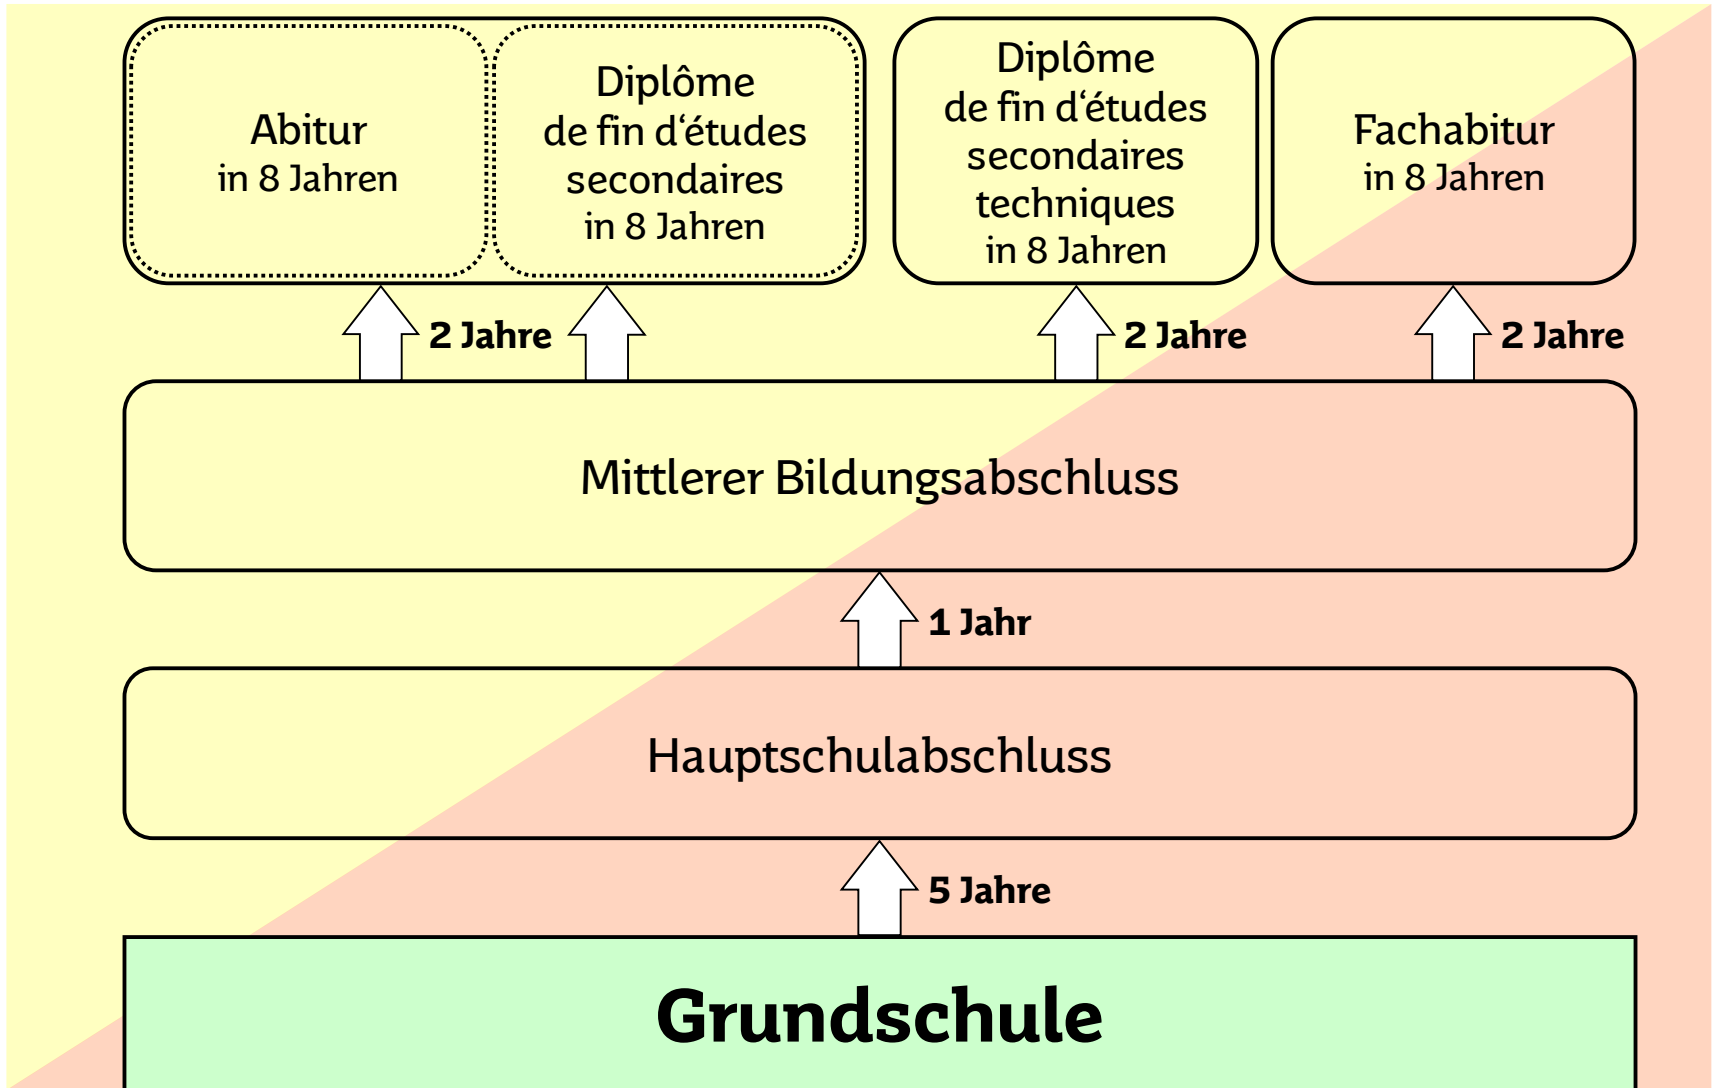 Abitur
in 8 Jahren
Diplôme
de fin d‘études
secondaires
in 8 Jahren
Diplôme
de fin d‘études
secondaires
techniques
in 8 Jahren
Fachabitur
in 8 Jahren
2 Jahre
2 Jahre
2 Jahre
Mittlerer Bildungsabschluss
1 Jahr
Hauptschulabschluss
5 Jahre
Grundschule